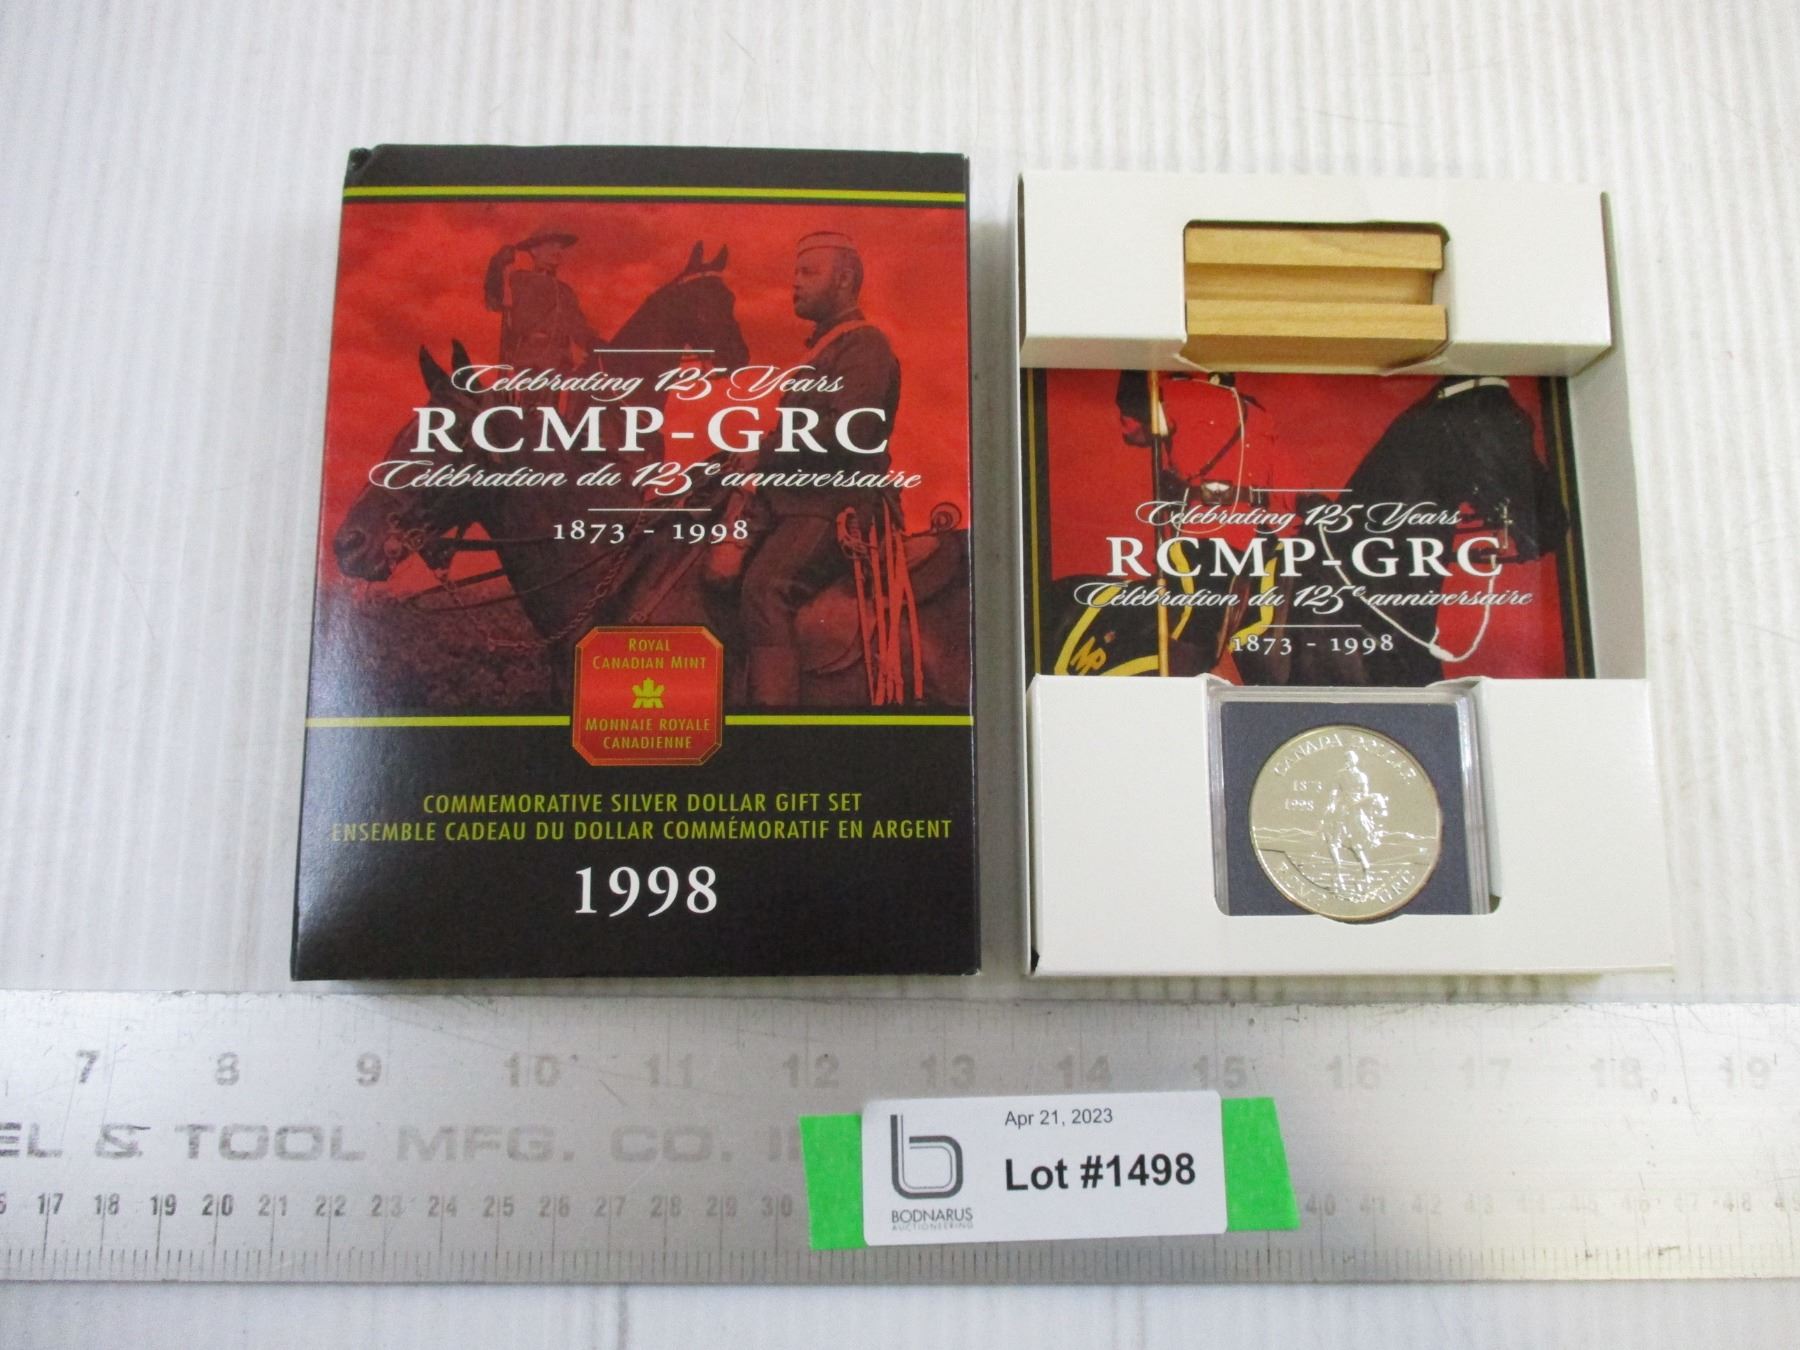 Celebrating 125 Years
RCMP-GRC
Célébration du 125e anniversaire
1873 - 1998
ROYAL
CANADIAN MINT
MONNAIE ROYALE
CANADIENNE
COMMEMORATIVE SILVER DOLLAR GIFT SET
ENSEMBLE CADEAU DU DOLLAR COMMÉMORATIF EN ARGENT
1998
Celebrating 125 Years
RCMP-GRC
Célébration du 125e anniversaire
1873 - 1998
MP
CANADA DOLLAR
1873
1998
7 8 9 10 11 12 13 14 15 16 17 18 19
EL & TOOL MFG. CO. I
17 18 19 20 21 22 23 24 25 26 27 28 29 30 40 41 42 43 44 45 46 47 48
Apr 21, 2023
Lot #1498
BODNARUS
AUCTIONEERING